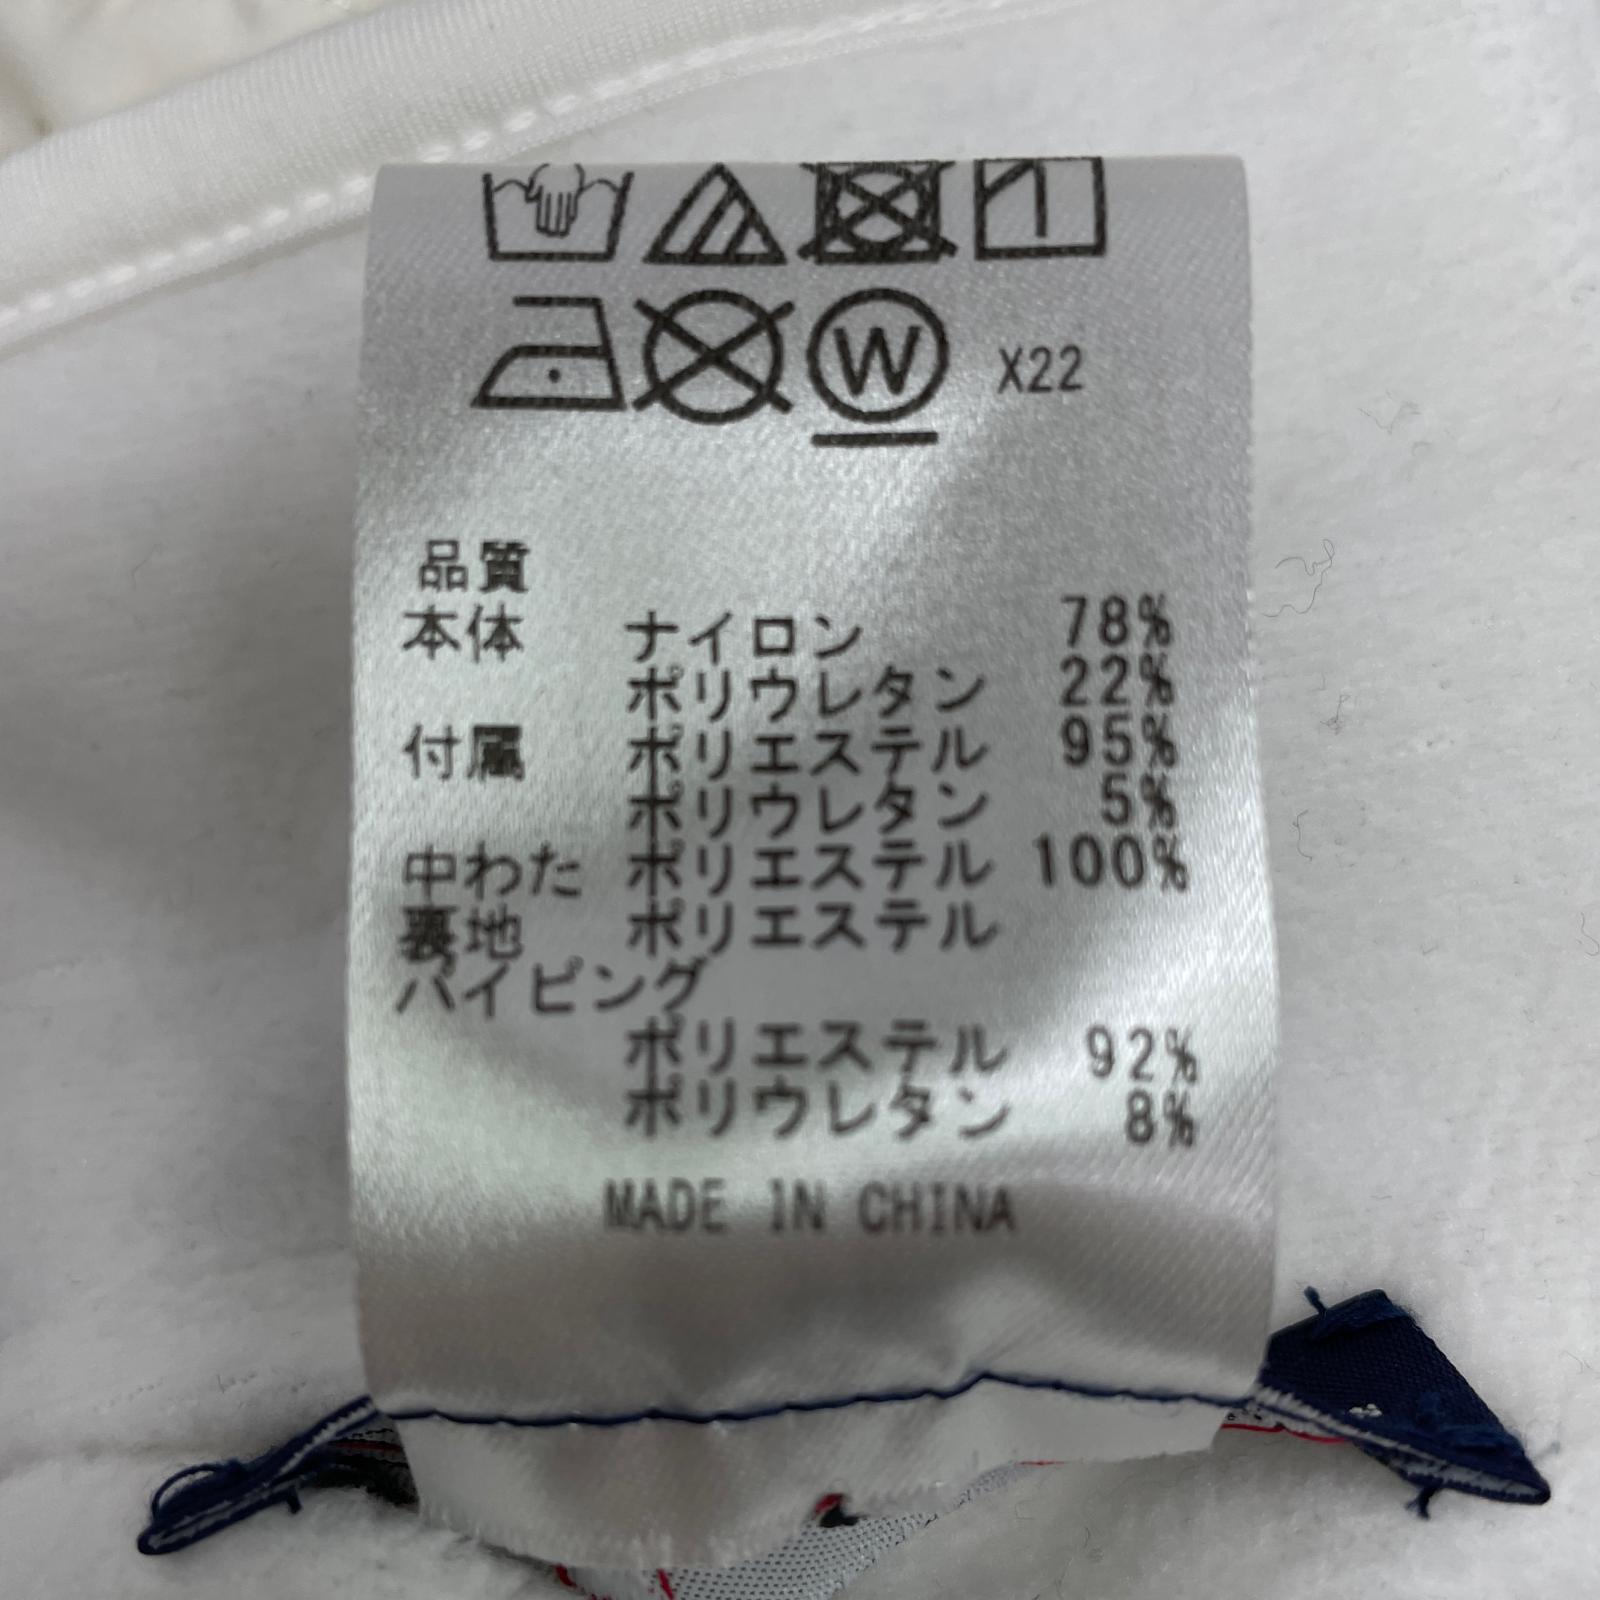 W X22
品質
本体 ナイロン 78%
ポリウレタン 22%
付属 ポリエステル 95%
ポリウレタン 5%
中わた ポリエステル 100%
裏地 ポリエステル
パイピング
ポリエステル 92%
ポリウレタン 8%
MADE IN CHINA